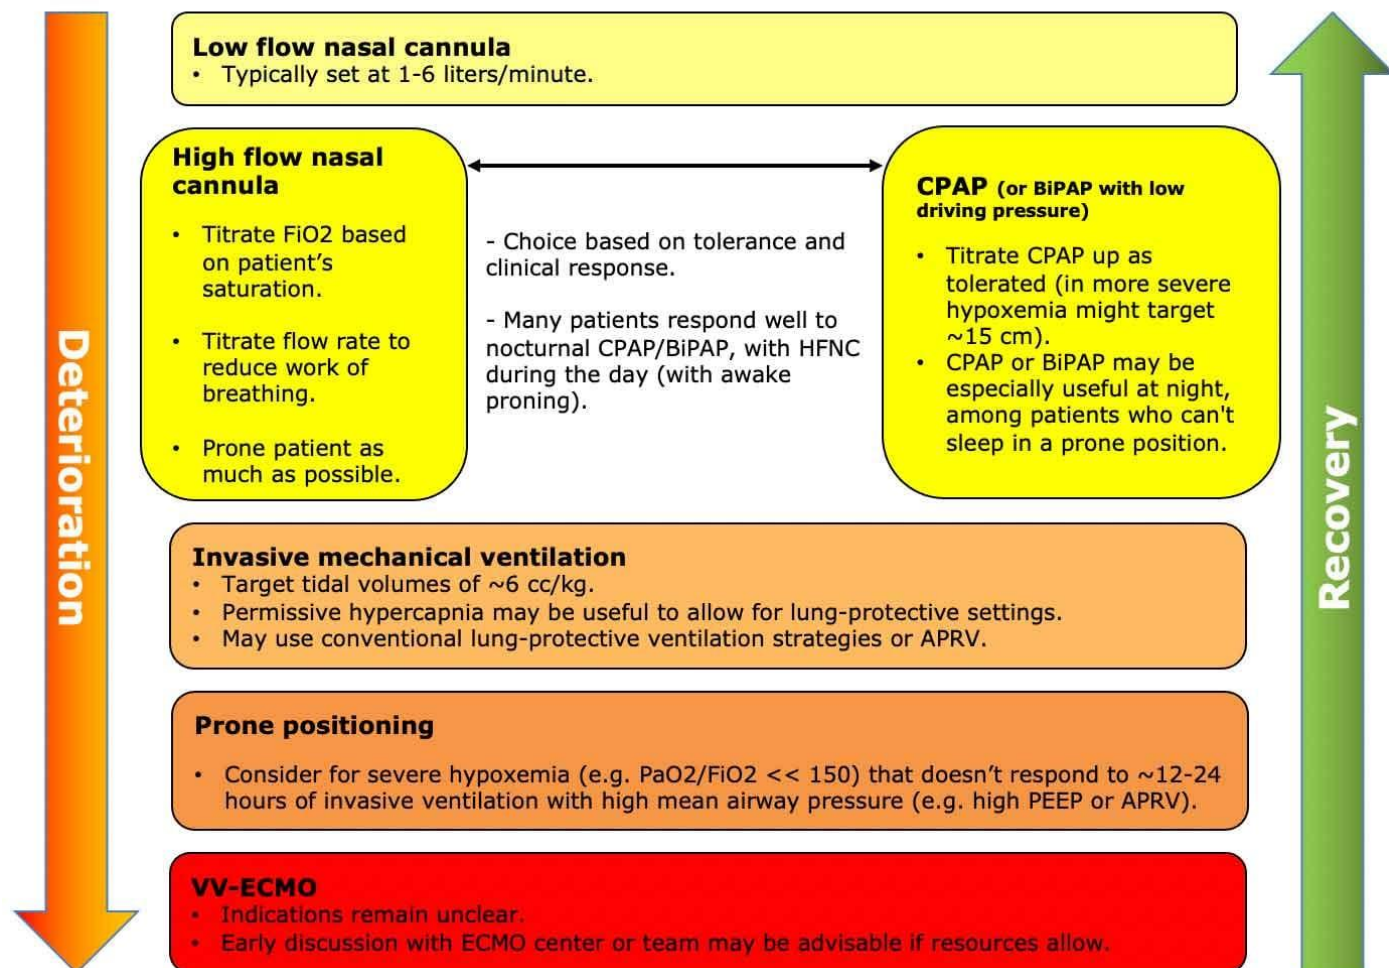 Deterioration
Low flow nasal cannula
• Typically set at 1-6 liters/minute.
High flow nasal
cannula
• Titrate FiO2 based
on patient's
saturation.
• Titrate flow rate to
reduce work of
breathing.
• Prone patient as
much as possible.
- Choice based on tolerance and
clinical response.
- Many patients respond well to
nocturnal CPAP/BiPAP, with HFNC
during the day (with awake
proning).
CPAP (or BiPAP with low
driving pressure)
• Titrate CPAP up as
tolerated (in more severe
hypoxemia might target
~15 cm).
• CPAP or BiPAP may be
especially useful at night,
among patients who can't
sleep in a prone position.
Invasive mechanical ventilation
• Target tidal volumes of ~6 cc/kg.
• Permissive hypercapnia may be useful to allow for lung-protective settings.
• May use conventional lung-protective ventilation strategies or APRV.
Prone positioning
• Consider for severe hypoxemia (e.g. PaO2/FiO2 << 150) that doesn't respond to ~12-24
hours of invasive ventilation with high mean airway pressure (e.g. high PEEP or APRV).
VV-ECMO
• Indications remain unclear.
• Early discussion with ECMO center or team may be advisable if resources allow.
Recovery